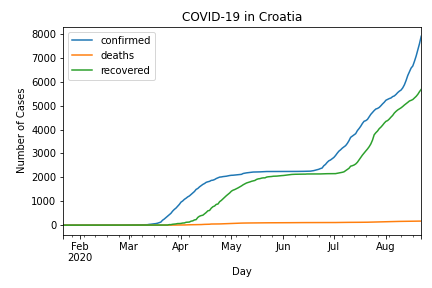 COVID-19 in Croatia
confirmed
deaths
recovered
Number of Cases
8000
7000
6000
5000
4000
3000
2000
1000
0
Feb Mar Apr May Jun Jul Aug
2020
Day